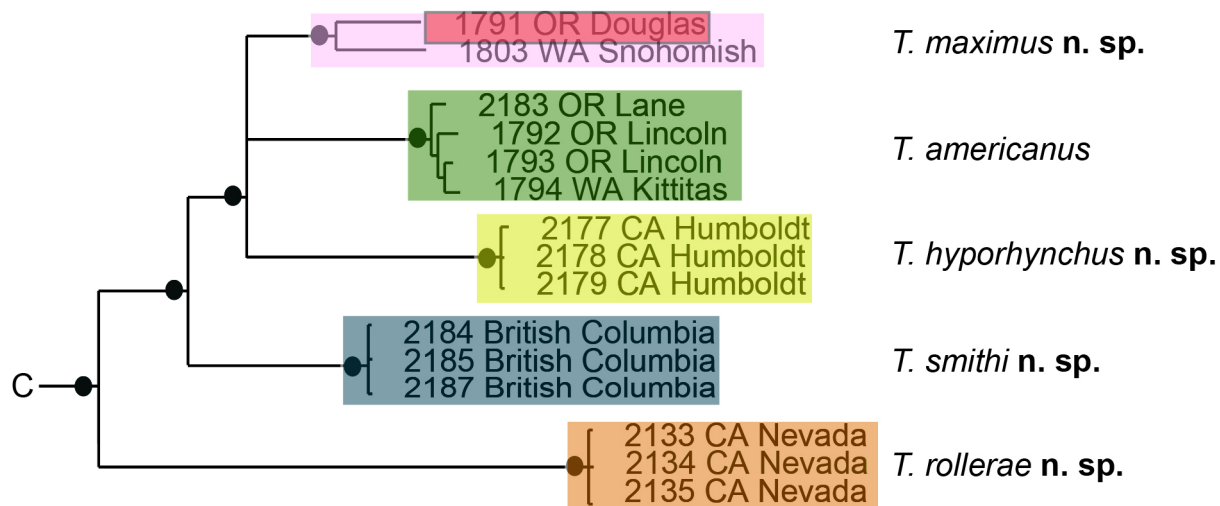 1791 OR Douglas
1803 WA Snohomish
T. maximus n. sp.
2183 OR Lane
1792 OR Lincoln
1793 OR Lincoln
1794 WA Kittitas
T. americanus
2177 CA Humboldt
2178 CA Humboldt
2179 CA Humboldt
T. hyporhynchus n. sp.
2184 British Columbia
2185 British Columbia
2187 British Columbia
T. smithi n. sp.
C
2133 CA Nevada
2134 CA Nevada
2135 CA Nevada
T. rollerae n. sp.